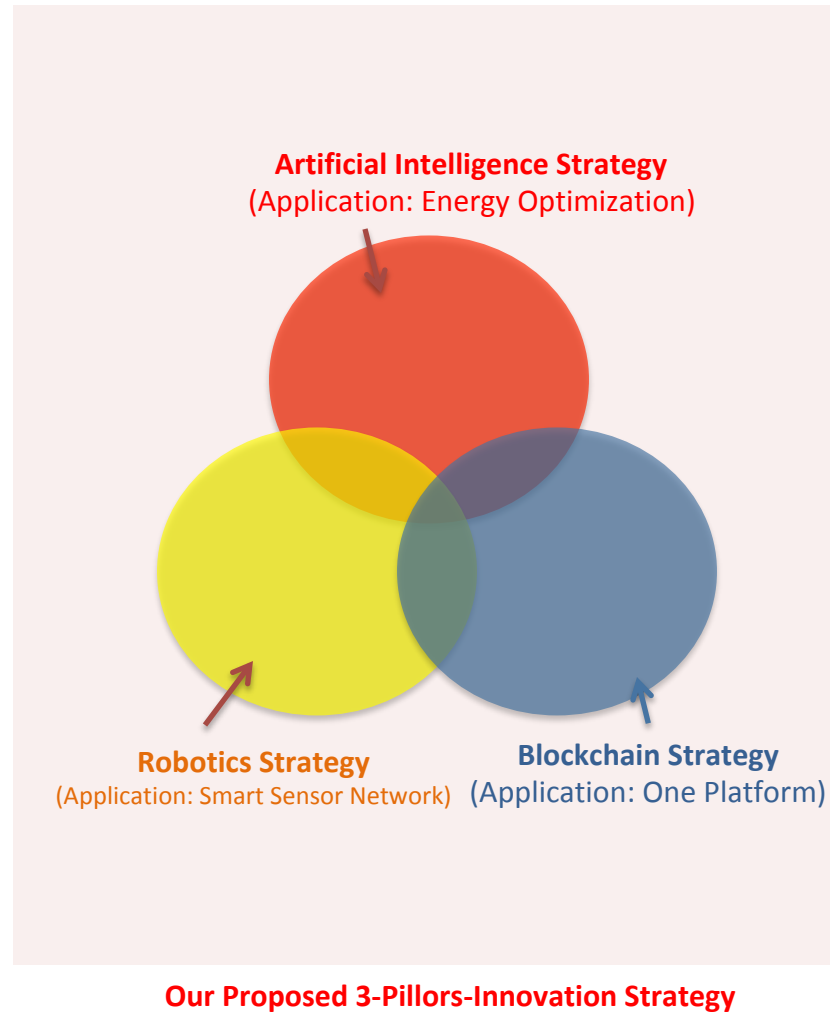 Artificial Intelligence Strategy
(Application: Energy Optimization)
Robotics Strategy
(Application: Smart Sensor Network)
Blockchain Strategy
(Application: One Platform)
Our Proposed 3-Pillors-Innovation Strategy